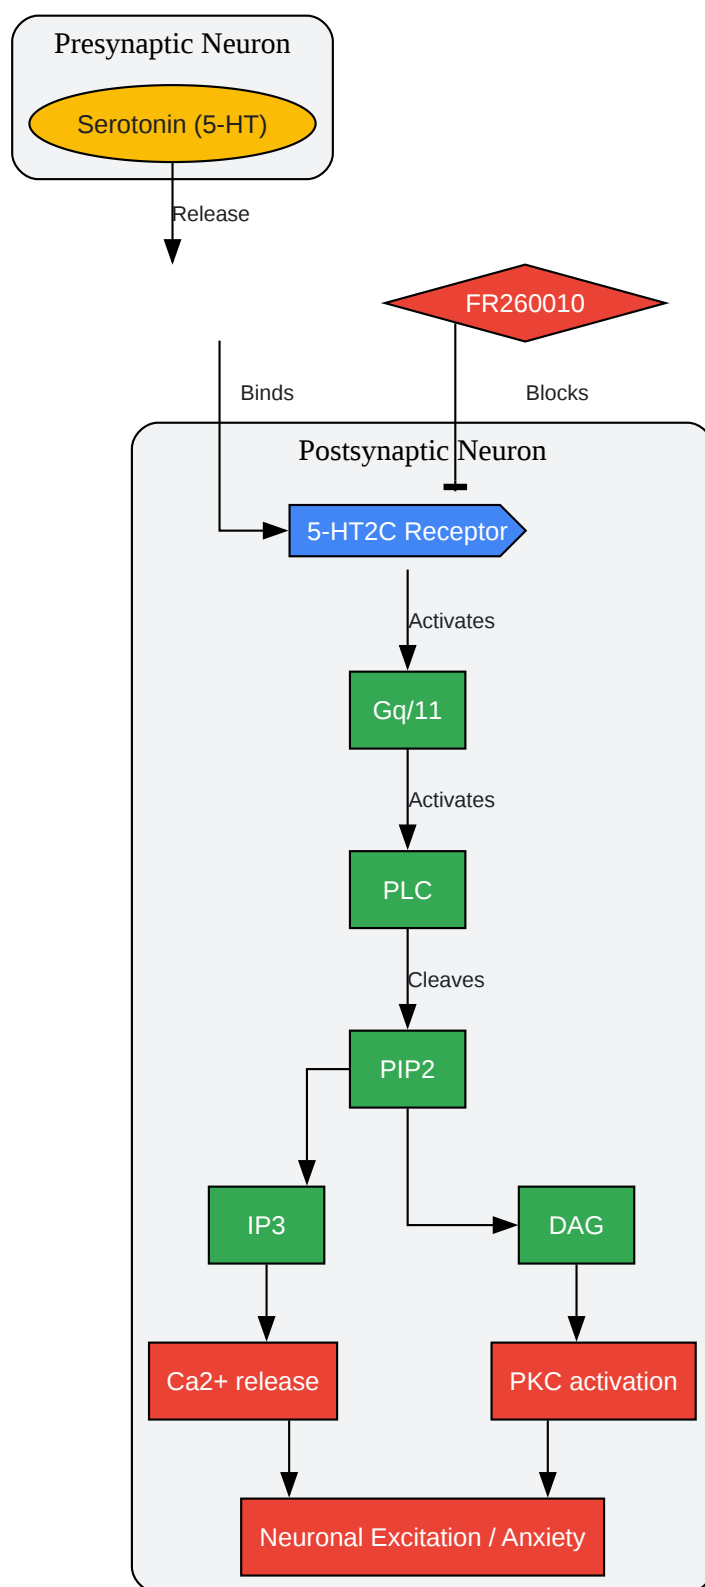 Presynaptic Neuron
Serotonin (5-HT)
Release
FR260010
Binds
Blocks
Postsynaptic Neuron
5-HT2C Receptor
Activates
Gq/11
Activates
PLC
Cleaves
PIP2
IP3
DAG
Ca2+ release
PKC activation
Neuronal Excitation / Anxiety